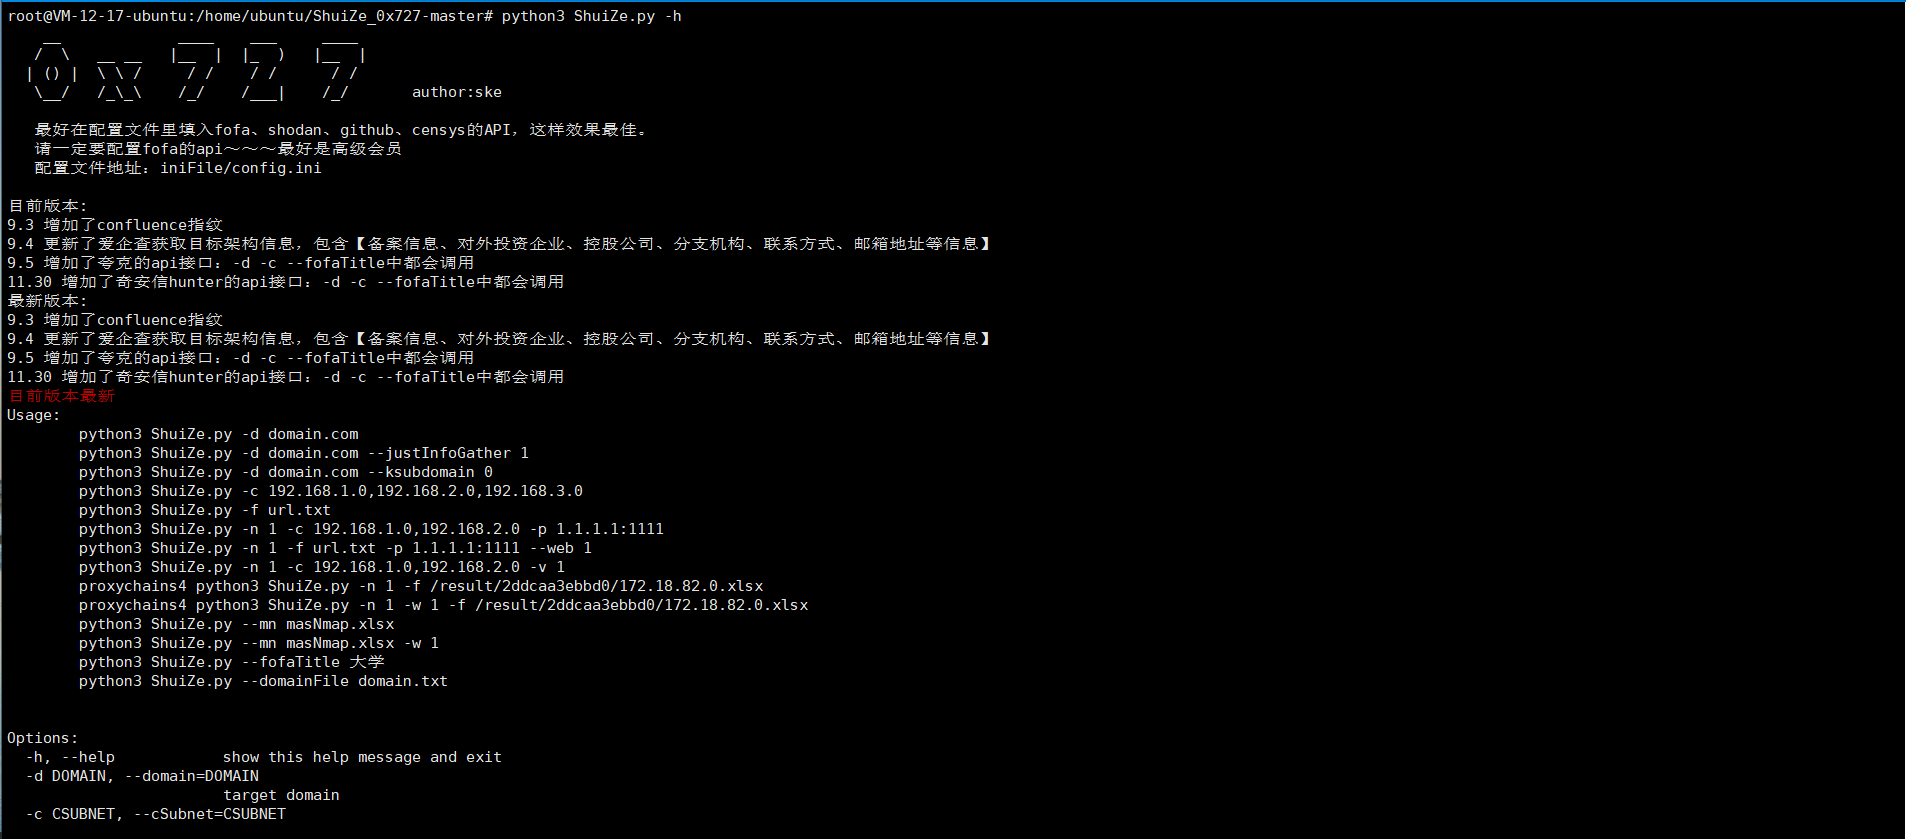 root@VM-12-17-ubuntu:/home/ubuntu/ShuiZe_0x727-master# python3 ShuiZe.py -h
0x727
author:ske
最好在配置文件里填入fofa、shodan、github、censys的API，这样效果最佳。
请一定要配置fofa的api～～～最好是高级会员
配置文件地址：iniFile/config.ini
目前版本:
9.3 增加了confluence指纹
9.4 更新了爱企查获取目标架构信息，包含【备案信息、对外投资企业、控股公司、分支机构、联系方式、邮箱地址等信息】
9.5 增加了夸克的api接口：-d -c --fofaTitle中都会调用
11.30 增加了奇安信hunter的api接口：-d -c --fofaTitle中都会调用
最新版本:
9.3 增加了confluence指纹
9.4 更新了爱企查获取目标架构信息，包含【备案信息、对外投资企业、控股公司、分支机构、联系方式、邮箱地址等信息】
9.5 增加了夸克的api接口：-d -c --fofaTitle中都会调用
11.30 增加了奇安信hunter的api接口：-d -c --fofaTitle中都会调用
目前版本最新
Usage:
python3 ShuiZe.py -d domain.com
python3 ShuiZe.py -d domain.com --justInfoGather 1
python3 ShuiZe.py -d domain.com --ksubdomain 0
python3 ShuiZe.py -c 192.168.1.0,192.168.2.0,192.168.3.0
python3 ShuiZe.py -f url.txt
python3 ShuiZe.py -n 1 -c 192.168.1.0,192.168.2.0 -p 1.1.1.1:1111
python3 ShuiZe.py -n 1 -f url.txt -p 1.1.1.1:1111 --web 1
python3 ShuiZe.py -n 1 -c 192.168.1.0,192.168.2.0 -v 1
proxychains4 python3 ShuiZe.py -n 1 -f /result/2ddcaa3ebbd0/172.18.82.0.xlsx
proxychains4 python3 ShuiZe.py -n 1 -w 1 -f /result/2ddcaa3ebbd0/172.18.82.0.xlsx
python3 ShuiZe.py --mn masNmap.xlsx
python3 ShuiZe.py --mn masNmap.xlsx -w 1
python3 ShuiZe.py --fofaTitle 大学
python3 ShuiZe.py --domainFile domain.txt
Options:
-h, --help show this help message and exit
-d DOMAIN, --domain=DOMAIN
target domain
-c CSUBNET, --cSubnet=CSUBNET